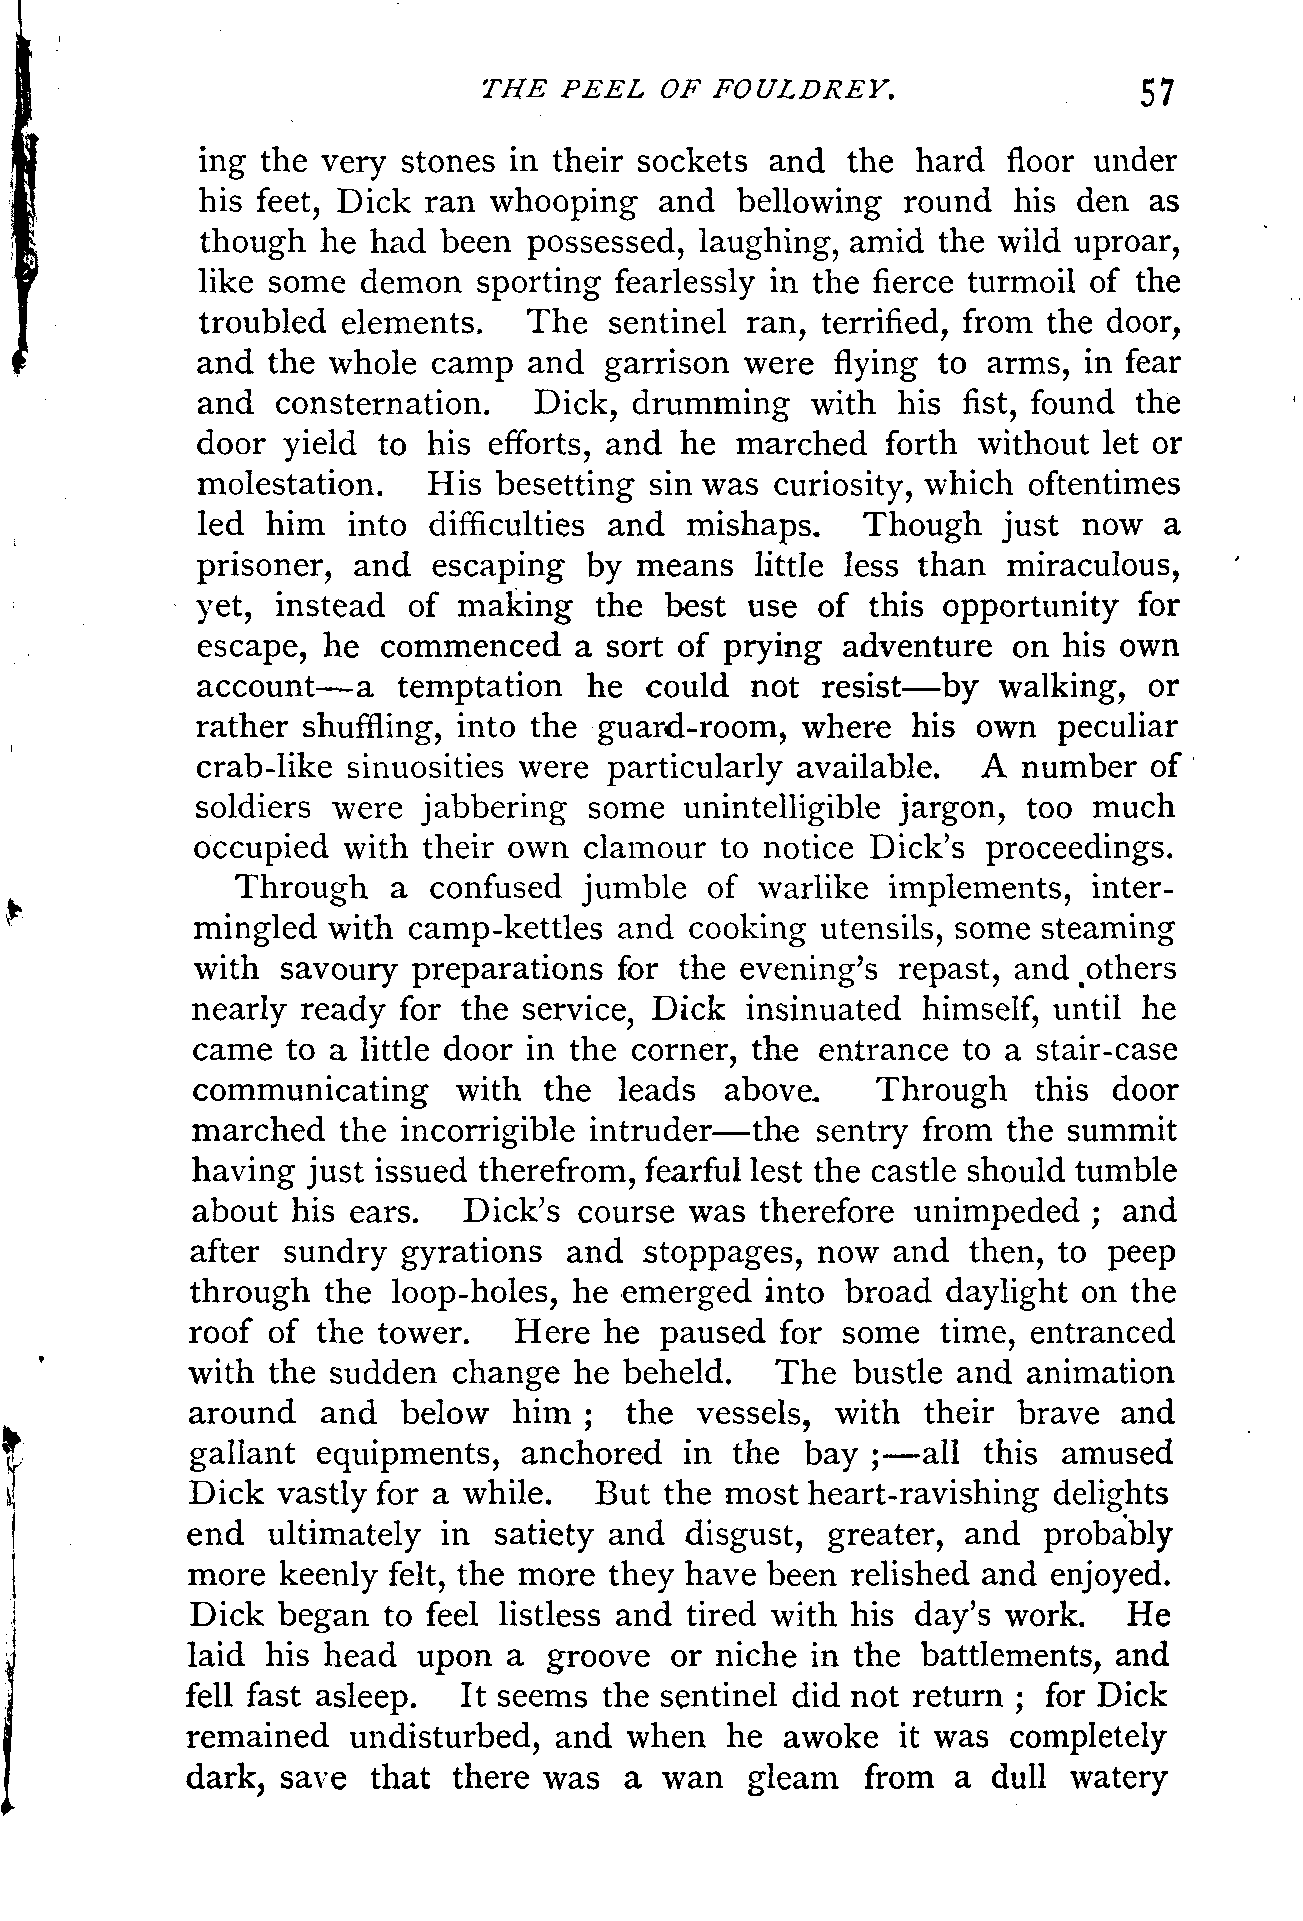 THE PEEL OF FOULDREY. 57
ing the very stones in their sockets and the hard floor under
his feet, Dick ran whooping and bellowing round his den as
though he had been possessed, laughing, amid the wild uproar,
like some demon sporting fearlessly in the fierce turmoil of the
troubled elements. The sentinel ran, terrified, from the door,
and the whole camp and garrison were flying to arms, in fear
and consternation. Dick, drumming with his fist, found the
door yield to his efforts, and he marched forth without let or
molestation. His besetting sin was curiosity, which oftentimes
led him into difficulties and mishaps. Though just now a
prisoner, and escaping by means little less than miraculous,
yet, instead of making the best use of this opportunity for
escape, he commenced a sort of prying adventure on his own
account—a temptation he could not resist—by walking, or
rather shuffling, into the guard-room, where his own peculiar
crab-like sinuosities were particularly available. A number of
soldiers were jabbering some unintelligible jargon, too much
occupied with their own clamour to notice Dick's proceedings.
Through a confused jumble of warlike implements, inter-
mingled with camp-kettles and cooking utensils, some steaming
with savoury preparations for the evening's repast, and others
nearly ready for the service, Dick insinuated himself, until he
came to a little door in the corner, the entrance to a stair-case
communicating with the leads above. Through this door
marched the incorrigible intruder—the sentry from the summit
having just issued therefrom, fearful lest the castle should tumble
about his ears. Dick's course was therefore unimpeded ; and
after sundry gyrations and stoppages, now and then, to peep
through the loop-holes, he emerged into broad daylight on the
roof of the tower. Here he paused for some time, entranced
with the sudden change he beheld. The bustle and animation
around and below him ; the vessels, with their brave and
gallant equipments, anchored in the bay ;—all this amused
Dick vastly for a while. But the most heart-ravishing delights
end ultimately in satiety and disgust, greater, and probably
more keenly felt, the more they have been relished and enjoyed.
Dick began to feel listless and tired with his day's work. He
laid his head upon a groove or niche in the battlements, and
fell fast asleep. It seems the sentinel did not return ; for Dick
remained undisturbed, and when he awoke it was completely
dark, save that there was a wan gleam from a dull watery